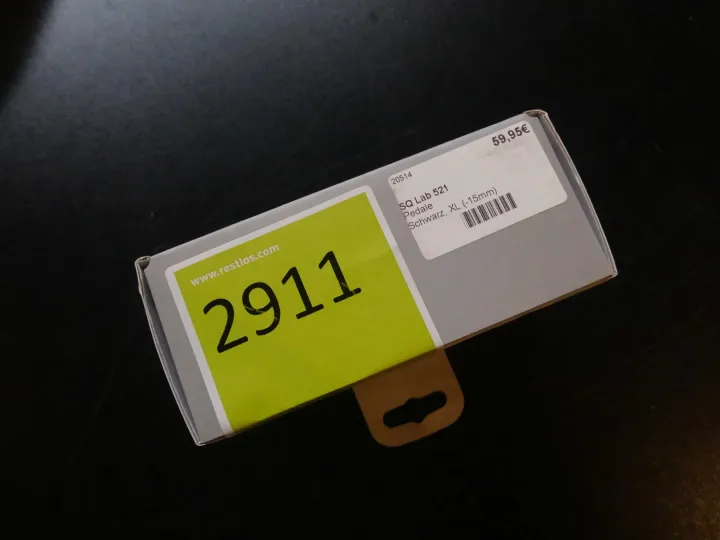 www.restlos.com
2911
59,95€
20514
SQ Lab 521
Pedale
Schwarz, XL (-15mm)